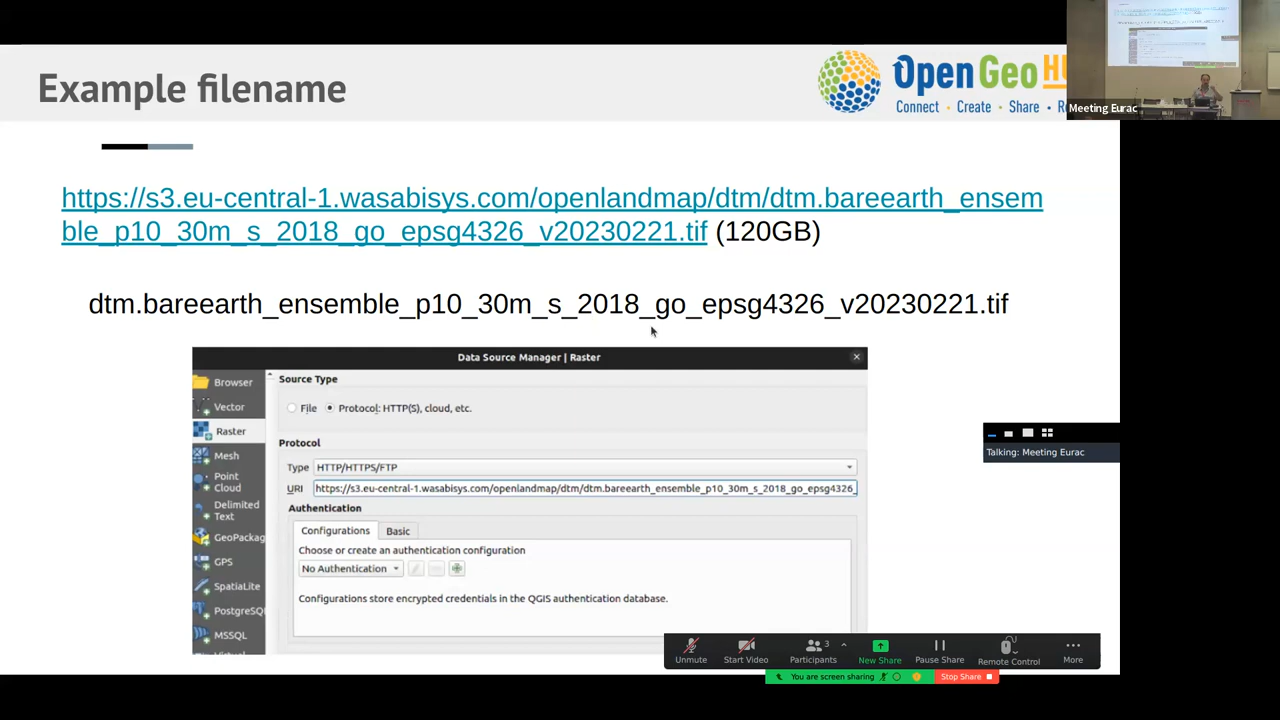 Example filename
Open Geo
Connect Create Share
Meeting Eurac
https://s3.eu-central-1.wasabisys.com/openlandmap/dtm/dtm.bareearth_ensem
ble_p10_30m_s_2018_go_epsg4326_v20230221.tif (120GB)
dtm.bareearth_ensemble_p10_30m_s_2018_go_epsg4326_v20230221.tif
Data Source Manager | Raster
Browser
Vector
Raster
Mesh
Point
Cloud
Delimited
Text
GeoPackag
GPS
SpatiaLite
PostgreSQL
MSSQL
Source Type
File
Protocol: HTTP(S), cloud, etc.
Protocol
Type HTTP/HTTPS/FTP
URI https://s3.eu-central-1.wasabisys.com/openlandmap/dtm/dtm.bareearth_ensemble_p10_30m_s_2018_go_epsg4326_
Authentication
Configurations Basic
Choose or create an authentication configuration
No Authentication
Configurations store encrypted credentials in the QGIS authentication database.
Talking: Meeting Eurac
Unmute
Start Video
3
Participants
New Share
Pause Share
Remote Control
More
You are screen sharing
Stop Share